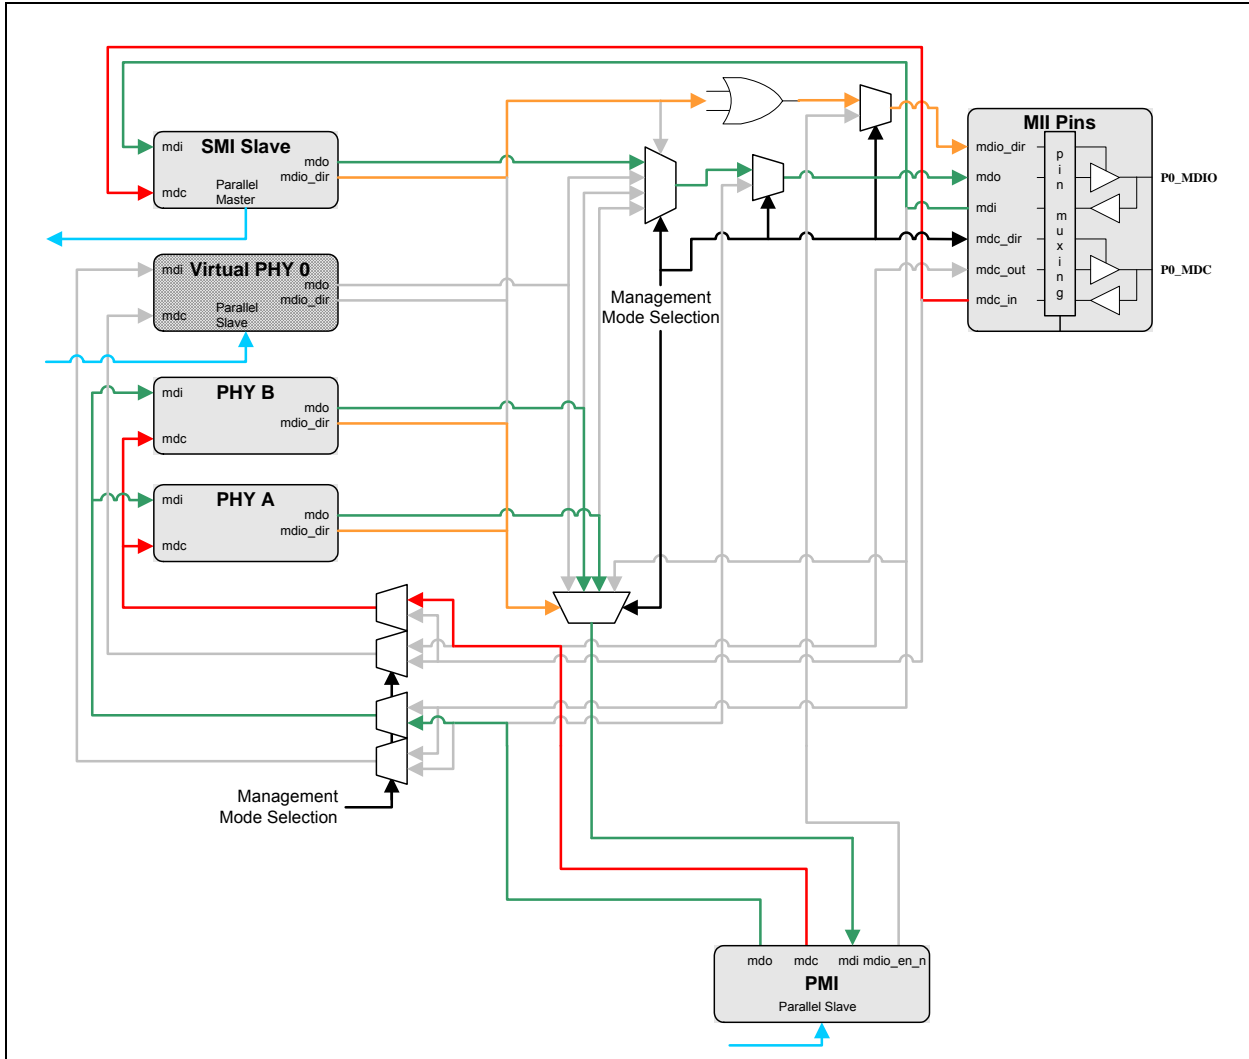 SMI Slave
mdi
mdo
mdio_dir
mdc
Parallel
Master
Virtual PHY 0
mdi
mdo
mdio_dir
mdc
Parallel
Slave
PHY B
mdi
mdo
mdio_dir
mdc
PHY A
mdi
mdo
mdio_dir
mdc
MII Pins
mdio_dir
mdo
mdi
mdc_dir
mdc_out
mdc_in
pin muxing
P0_MDIO
P0_MDC
Management
Mode Selection
Management
Mode Selection
mdo mdc mdi mdio_en_n
PMI
Parallel Slave